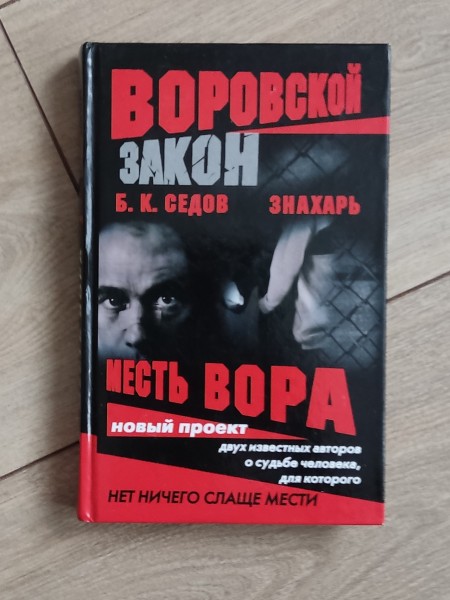 ВОРОВСКОЙ
ЗАКОН
Б. К. СЕДОВ ЗНАХАРЬ
МЕСТЬ ВОРА
новый проект
двух известных авторов
о судьбе человека,
для которого
НЕТ НИЧЕГО СЛАЩЕ МЕСТИ